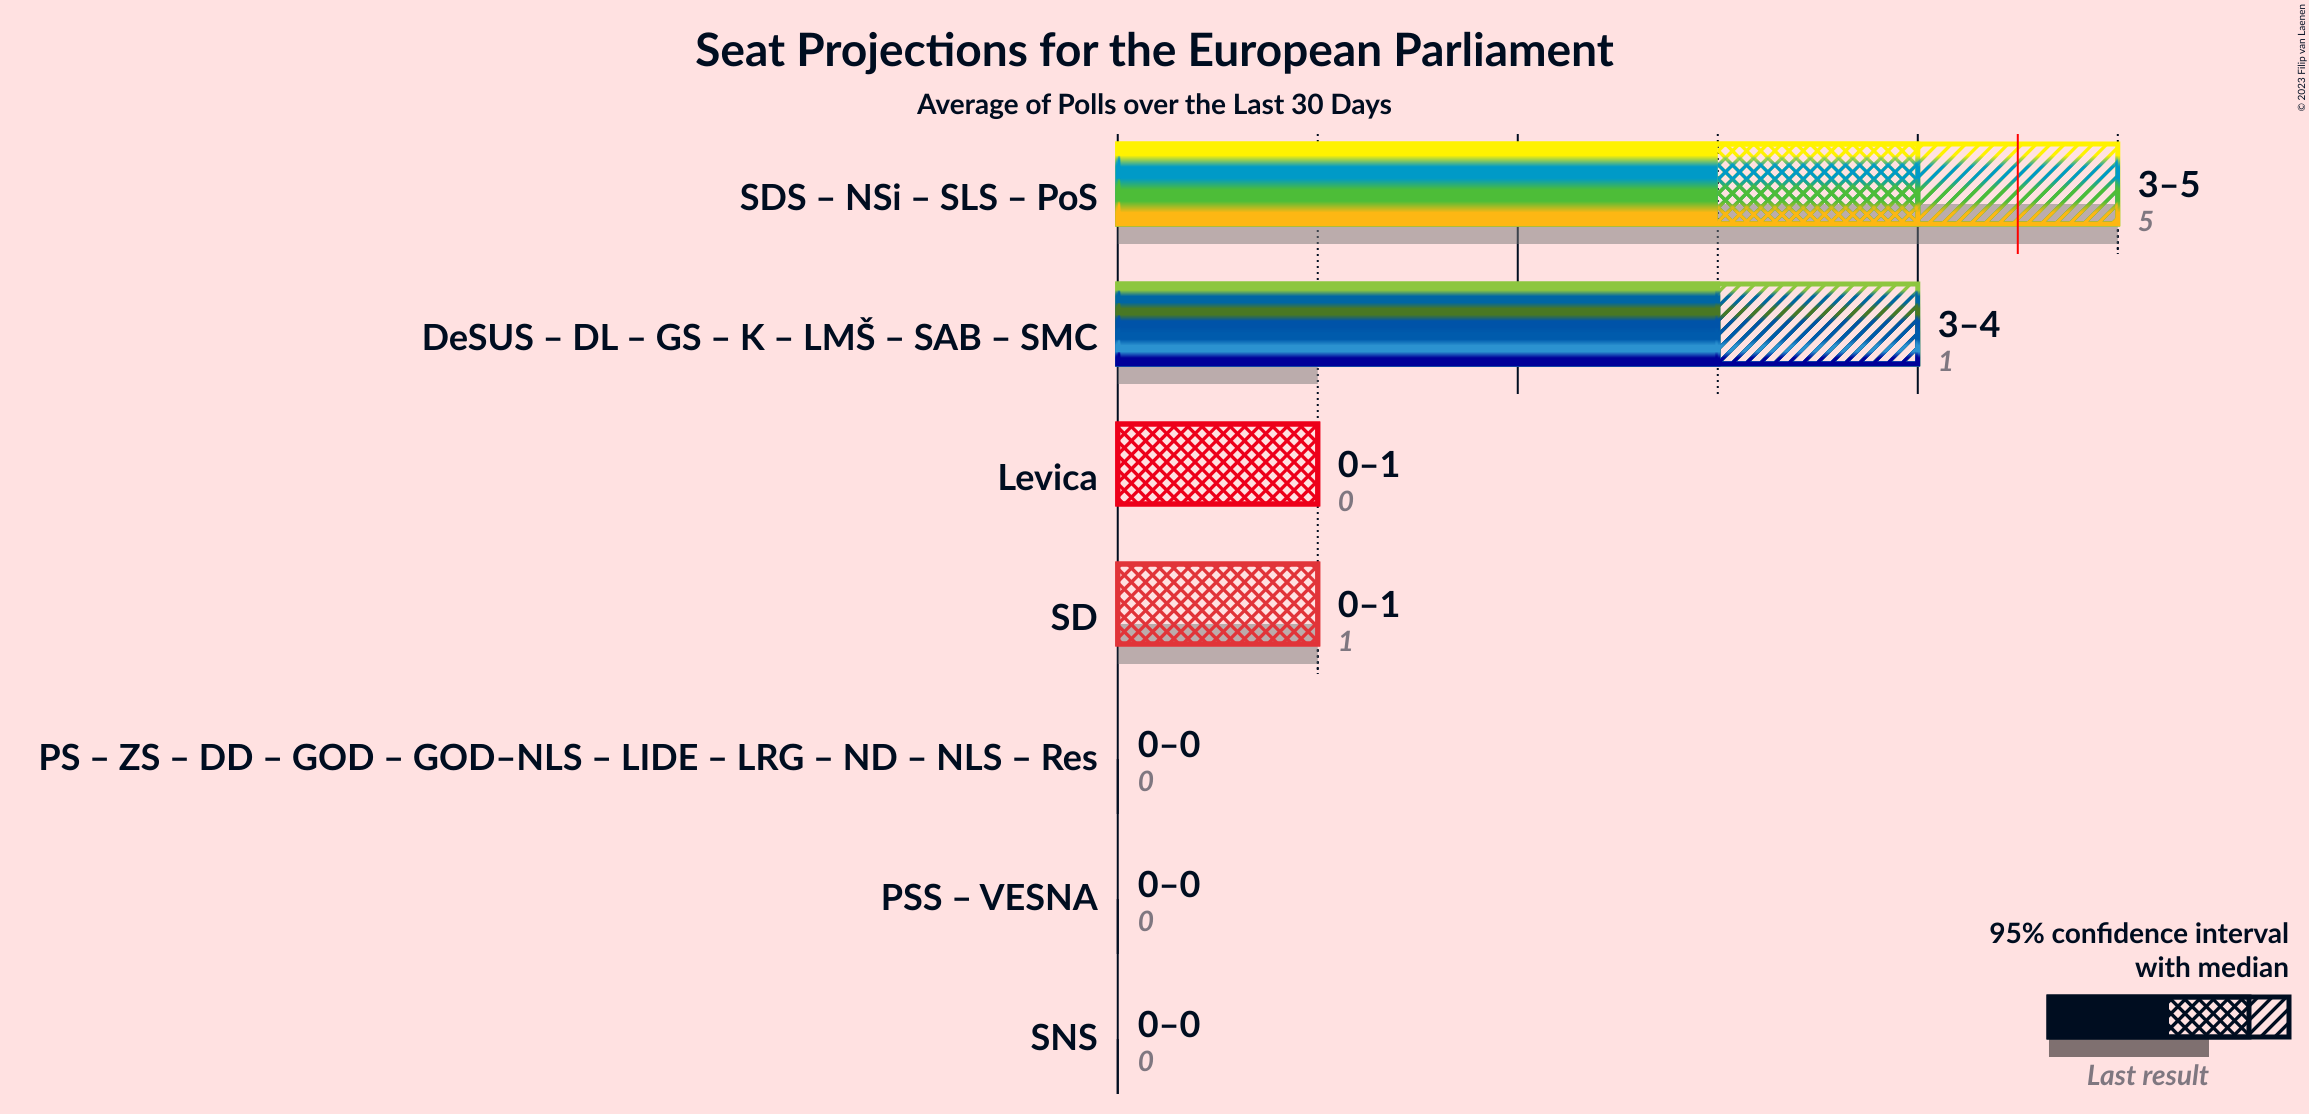 Seat Projections for the European Parliament
Average of Polls over the Last 30 Days
© 2023 Filip van Laenen
SDS – NSi – SLS – PoS
3–5
5
DeSUS – DL – GS – K – LMŠ – SAB – SMC
3–4
1
Levica
0–1
0
SD
0–1
1
PS – ZS – DD – GOD – GOD–NLS – LIDE – LRG – ND – NLS – Res
0–0
0
PSS – VESNA
0–0
0
SNS
0–0
0
95% confidence interval
with median
Last result